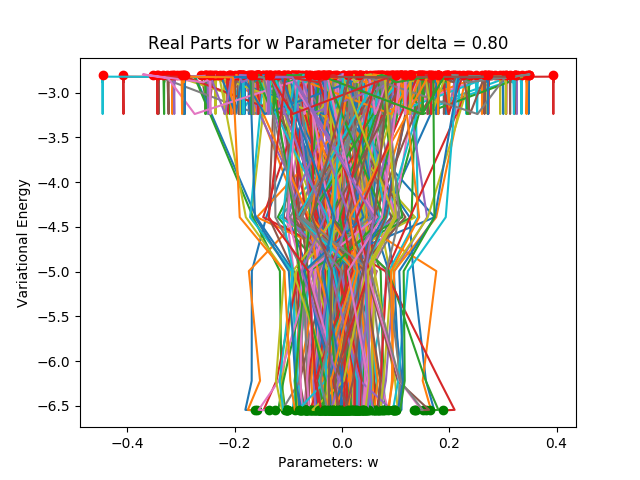 Real Parts for w Parameter for delta = 0.80
Variational Energy
−3.0
−3.5
−4.0
−4.5
−5.0
−5.5
−6.0
−6.5
−0.4 −0.2 0.0 0.2 0.4
Parameters: w